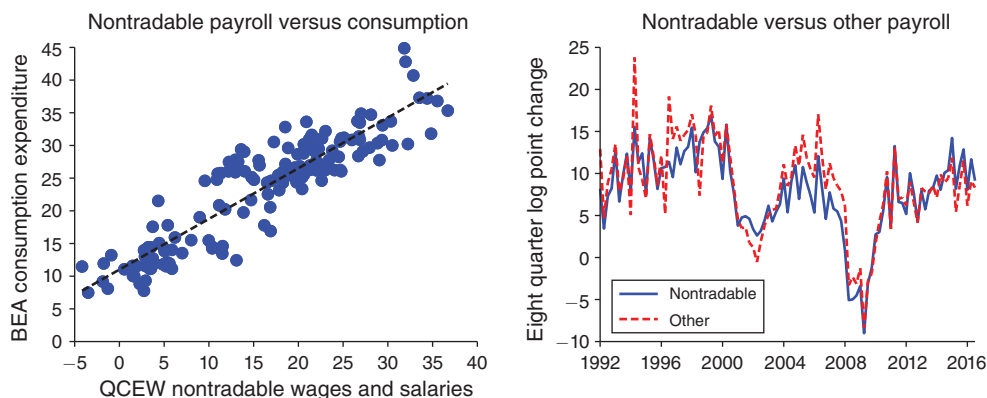 Nontradable payroll versus consumption
BEA consumption expenditure
45
40
35
30
25
20
15
10
5
0
−5 0 5 10 15 20 25 30 35 40
QCEW nontradable wages and salaries
Nontradable versus other payroll
Eight quarter log point change
25
20
15
10
5
0
−5
−10
Nontradable
Other
1992 1996 2000 2004 2008 2012 2016